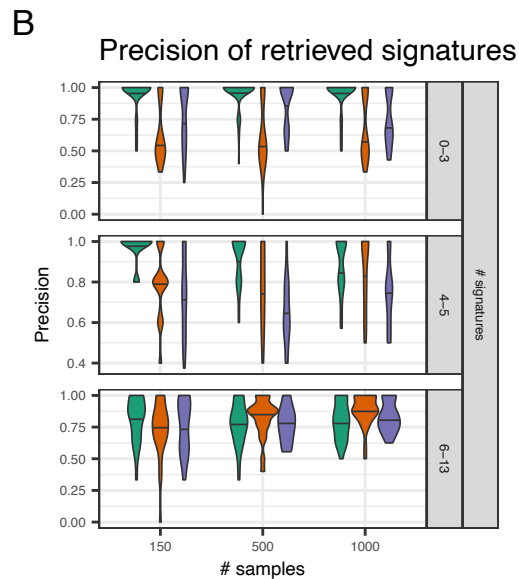 B
Precision of retrieved signatures
1.00
0.75
0.50
0.25
0.00
0–3
1.0
0.8
0.6
0.4
4–5
1.00
0.75
0.50
0.25
0.00
6–13
# signatures
Precision
150 500 1000
# samples